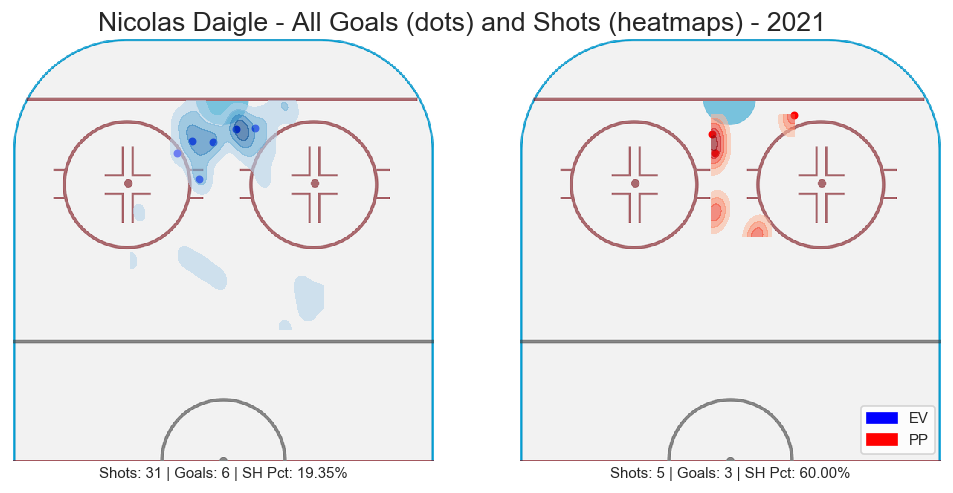 Nicolas Daigle - All Goals (dots) and Shots (heatmaps) - 2021
EV
PP
Shots: 31 | Goals: 6 | SH Pct: 19.35%
Shots: 5 | Goals: 3 | SH Pct: 60.00%